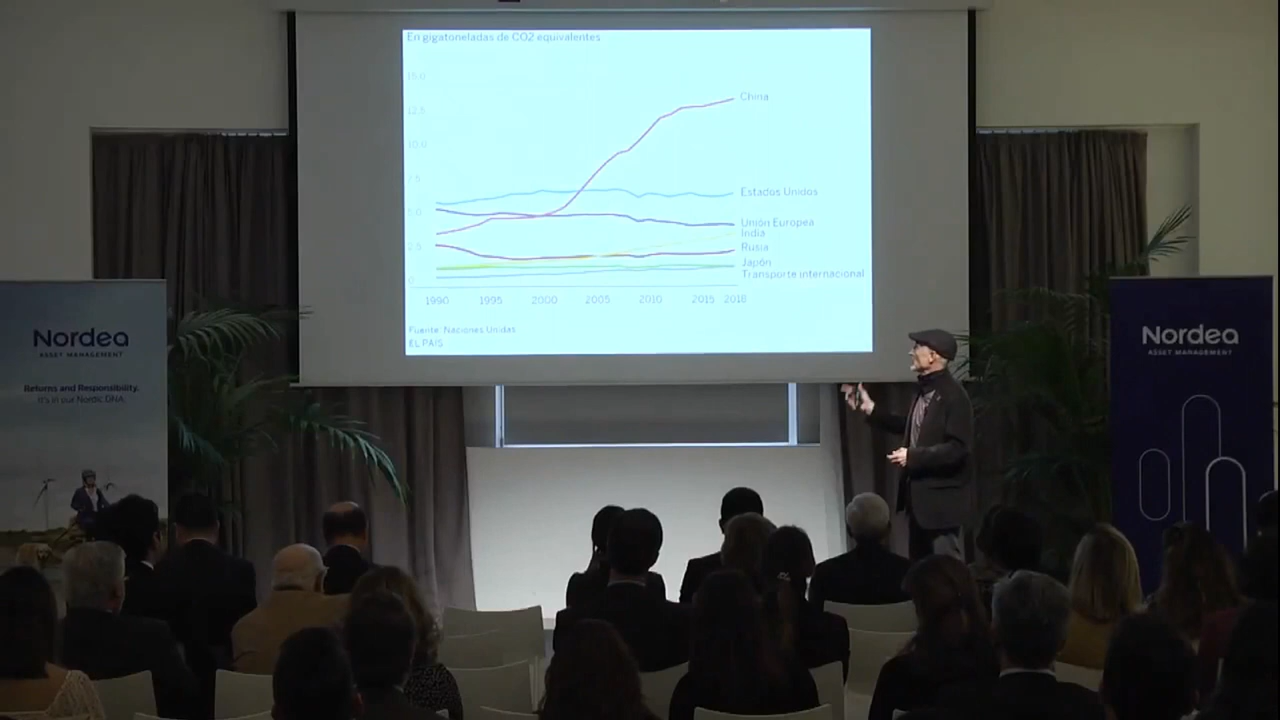 En gigatoneladas de CO2 equivalentes
15.0
12.5
10.0
7.5
5.0
2.5
0
China
Estados Unidos
Unión Europea
India
Rusia
Japón
Transporte internacional
1990 1995 2000 2005 2010 2015 2018
Fuente: Naciones Unidas
EL PAÍS
Nordea
ASSET MANAGEMENT
Returns and Responsibility.
It's in our Nordic DNA.
Nordea
ASSET MANAGEMENT